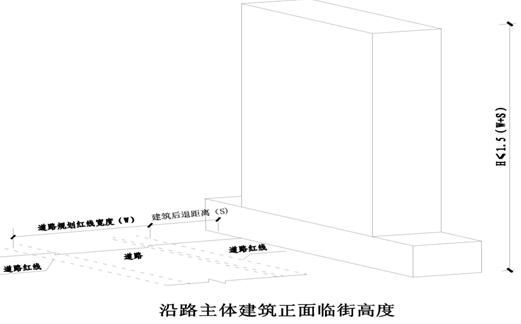 H≤1.5(W+S)
道路规划红线宽度(W)
建筑后退距离(S)
道路红线
道路
道路红线
沿路主体建筑正面临街高度